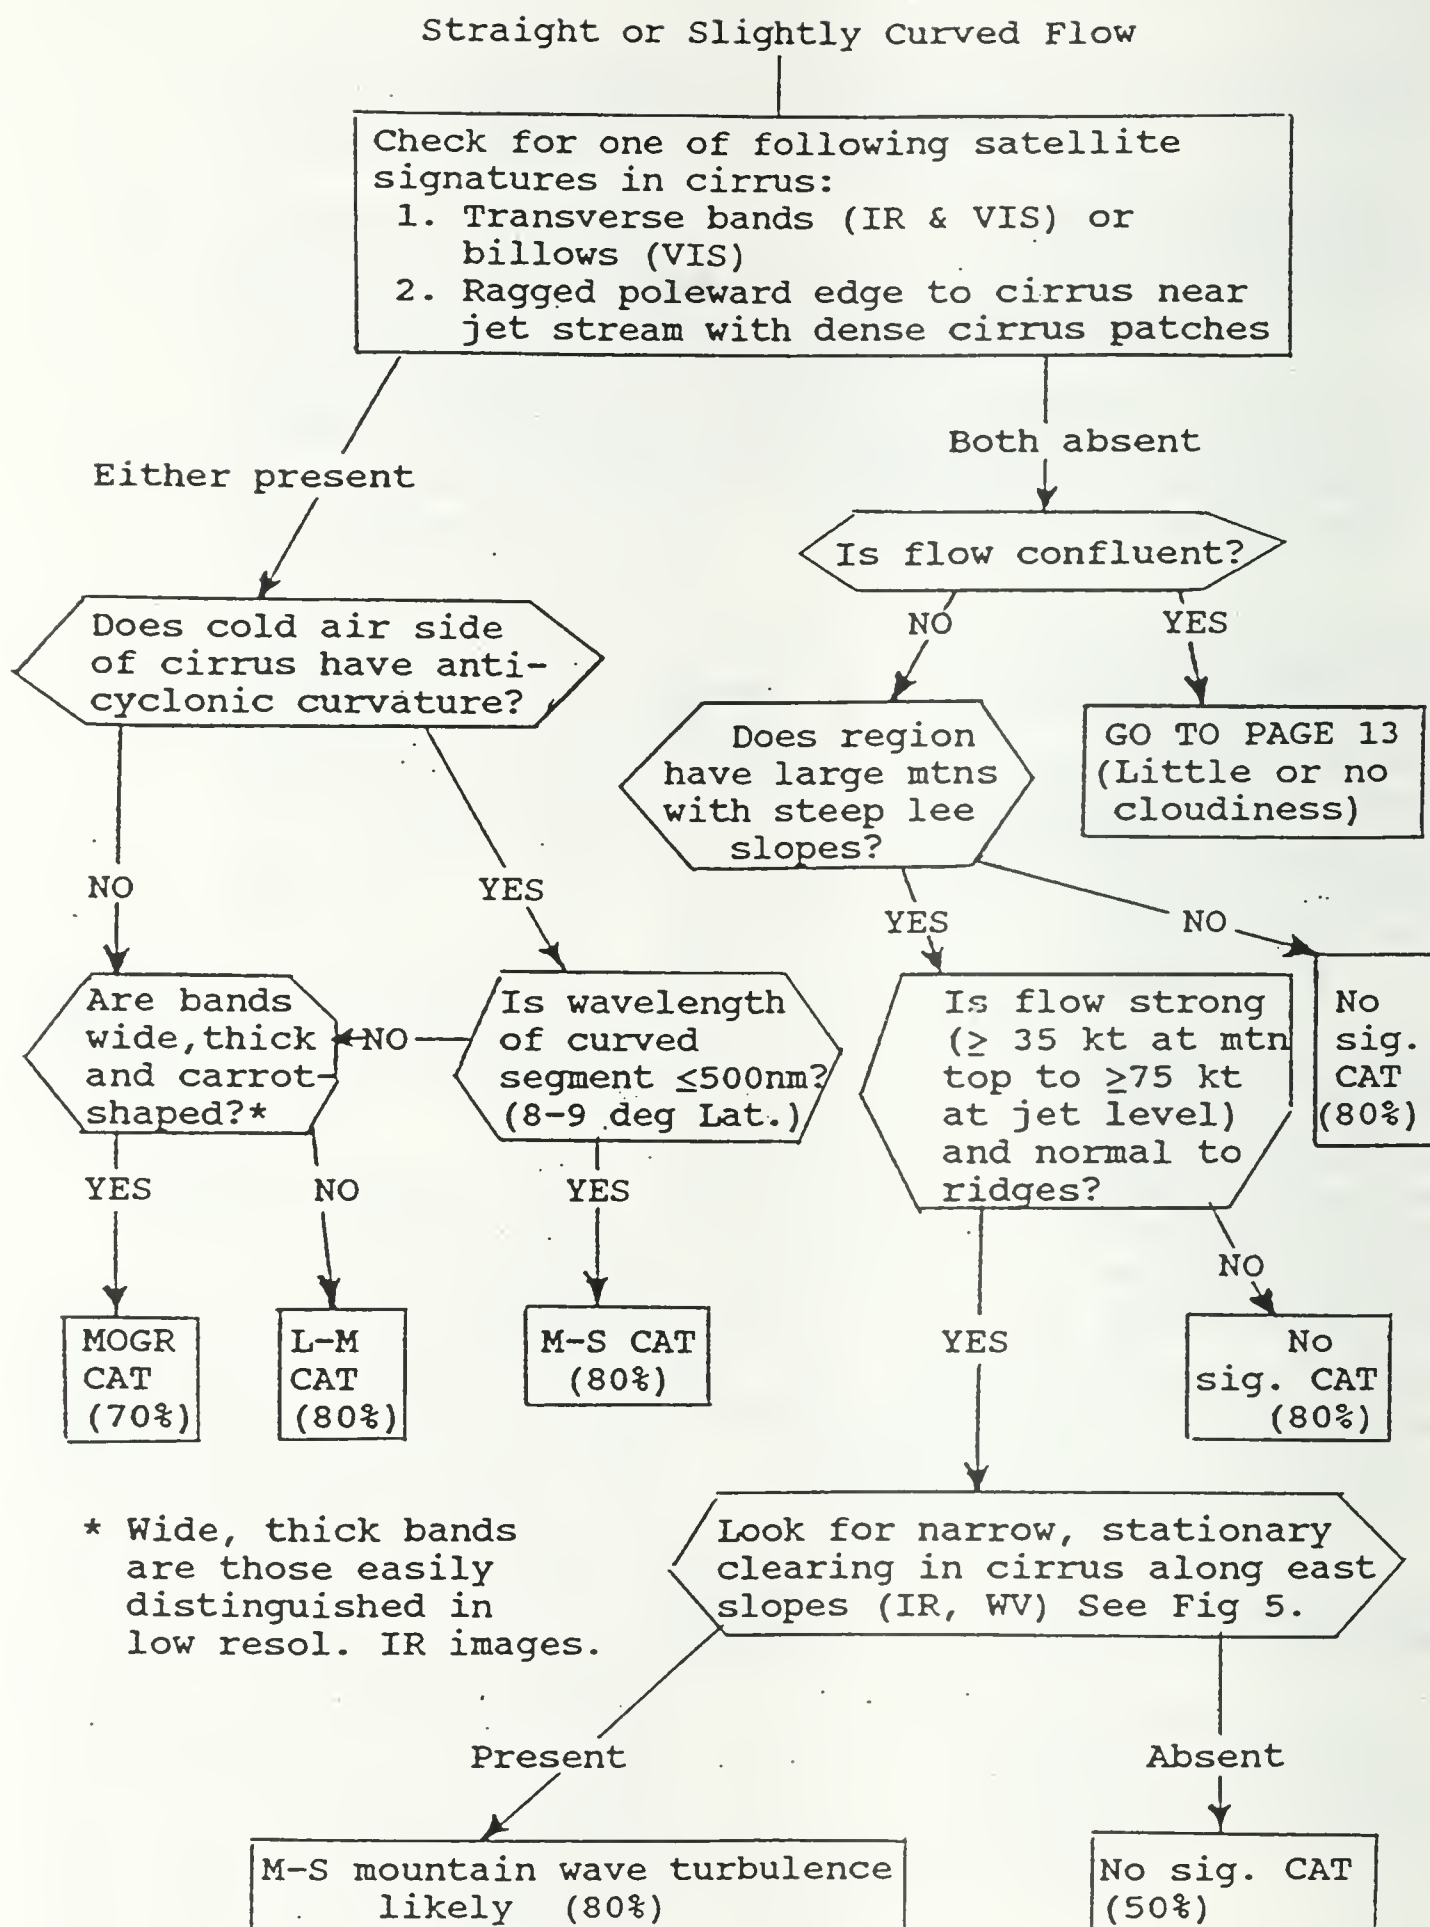 Straight or Slightly Curved Flow
Check for one of following satellite
signatures in cirrus:
1. Transverse bands (IR & VIS) or
billows (VIS)
2. Ragged poleward edge to cirrus near
jet stream with dense cirrus patches
Either present
Both absent
Is flow confluent?
NO
YES
Does cold air side
of cirrus have anti-
cyclonic curvature?
GO TO PAGE 13
(Little or no
cloudiness)
Does region
have large mtns
with steep lee
slopes?
NO
YES
YES
NO
Are bands
wide, thick
and carrot-
shaped?*
NO
Is wavelength
of curved
segment ≤500nm?
(8-9 deg Lat.)
Is flow strong
(≥ 35 kt at mtn
top to ≥75 kt
at jet level)
and normal to
ridges?
No
sig.
CAT
(80%)
YES
NO
YES
YES
NO
MOGR
CAT
(70%)
L-M
CAT
(80%)
M-S CAT
(80%)
No
sig. CAT
(80%)
* Wide, thick bands
are those easily
distinguished in
low resol. IR images.
Look for narrow, stationary
clearing in cirrus along east
slopes (IR, WV) See Fig 5.
Present
Absent
M-S mountain wave turbulence
likely (80%)
No sig. CAT
(50%)